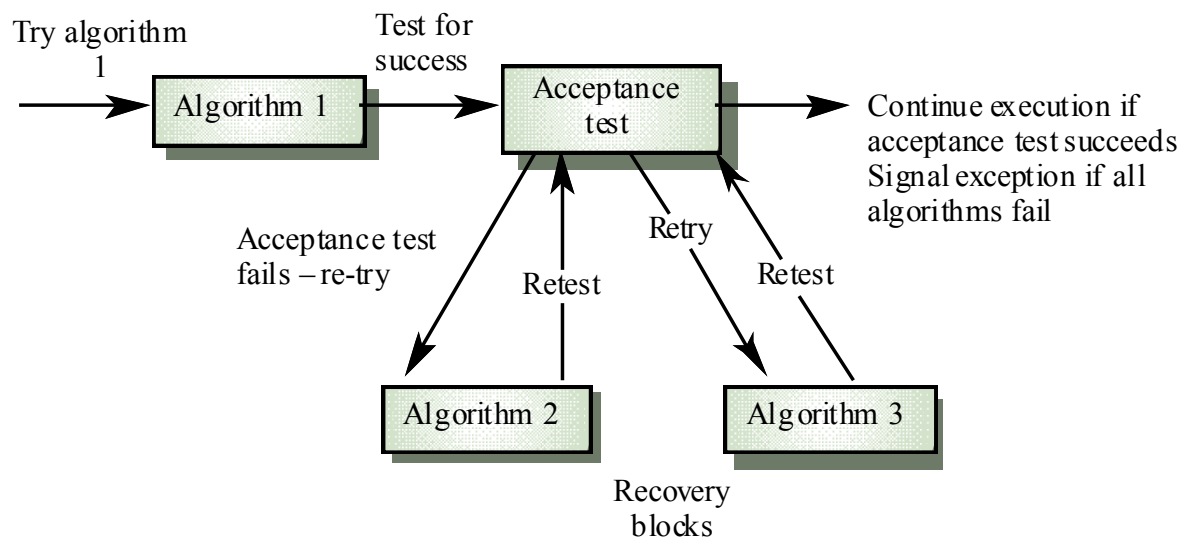 Try algorithm
1
Test for
success
Algorithm 1
Acceptance
test
Continue execution if
acceptance test succeeds
Signal exception if all
algorithms fail
Acceptance test
fails – re-try
Retest
Retry
Retest
Algorithm 2
Algorithm 3
Recovery
blocks